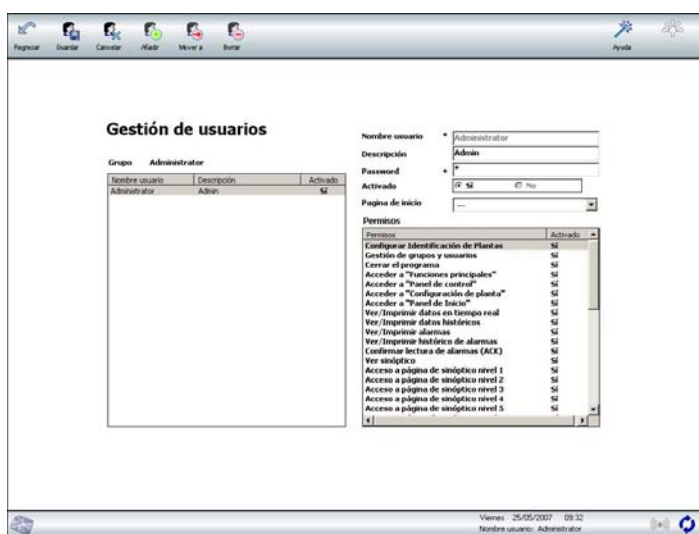 Regresar Guardar Cancelar Añadir Mover a Borrar Ayuda
Gestión de usuarios
Grupo Administrator
Nombre usuario Descripción Activado
Administrator Admin Sí
Nombre usuario * Administrator
Descripción Admin
Password * *
Activado Sí No
Pagina de inicio ---
Permisos
Permisos Activado
Configurar Identificación de Plantas Sí
Gestión de grupos y usuarios Sí
Cerrar el programa Sí
Acceder a "Funciones principales" Sí
Acceder a "Panel de control" Sí
Acceder a "Configuración de planta" Sí
Acceder a "Panel de Inicio" Sí
Ver/Imprimir datos en tiempo real Sí
Ver/Imprimir datos históricos Sí
Ver/Imprimir alarmas Sí
Ver/Imprimir histórico de alarmas Sí
Confirmar lectura de alarmas (ACK) Sí
Ver sinóptico Sí
Acceso a página de sinóptico nivel 1 Sí
Acceso a página de sinóptico nivel 2 Sí
Acceso a página de sinóptico nivel 3 Sí
Acceso a página de sinóptico nivel 4 Sí
Acceso a página de sinóptico nivel 5 Sí
Viernes 25/05/2007 09:32
Nombre usuario: Administrator